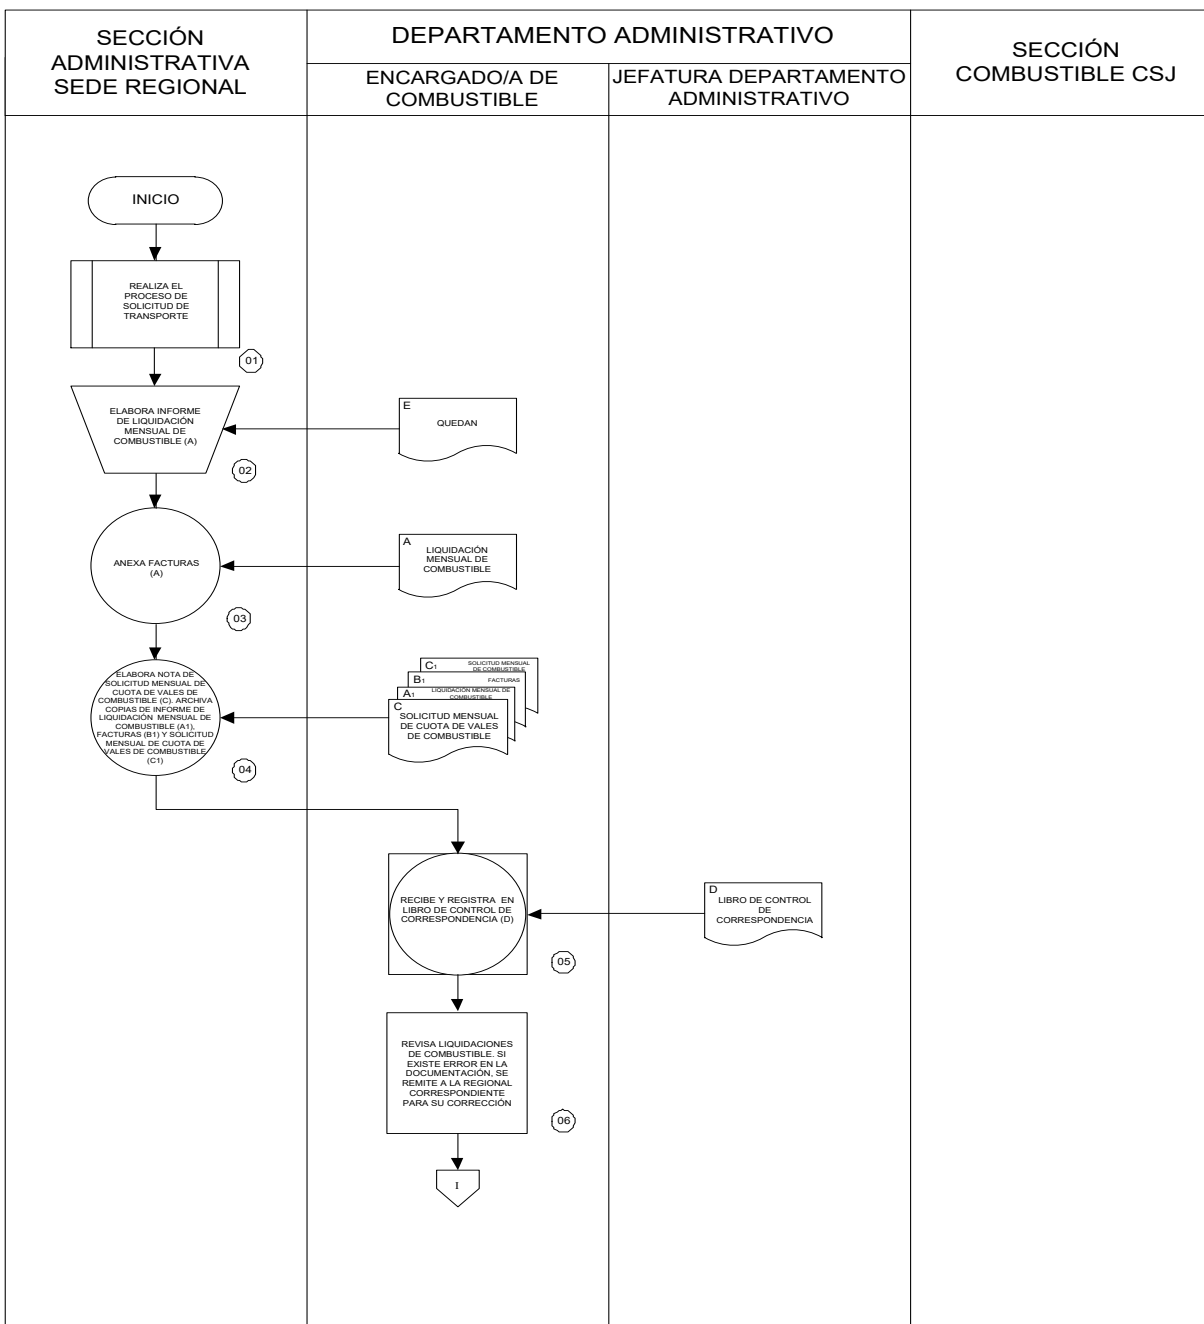 SECCIÓN
ADMINISTRATIVA
SEDE REGIONAL
DEPARTAMENTO ADMINISTRATIVO
ENCARGADO/A DE
COMBUSTIBLE
JEFATURA DEPARTAMENTO
ADMINISTRATIVO
SECCIÓN
COMBUSTIBLE CSJ
INICIO
REALIZA EL
PROCESO DE
SOLICITUD DE
TRANSPORTE
01
ELABORA INFORME
DE LIQUIDACIÓN
MENSUAL DE
COMBUSTIBLE (A)
02
E
QUEDAN
ANEXA FACTURAS
(A)
03
A
LIQUIDACIÓN
MENSUAL DE
COMBUSTIBLE
ELABORA NOTA DE
SOLICITUD MENSUAL DE
CUOTA DE VALES DE
COMBUSTIBLE (C). ARCHIVA
COPIAS DE INFORME DE
LIQUIDACIÓN MENSUAL DE
COMBUSTIBLE (A1),
FACTURAS (B1) Y SOLICITUD
MENSUAL DE CUOTA DE
VALES DE COMBUSTIBLE
(C1)
04
C1
SOLICITUD MENSUAL
DE COMBUSTIBLE
B1
FACTURAS
A1
LIQUIDACIÓN MENSUAL DE
COMBUSTIBLE
C
SOLICITUD MENSUAL
DE CUOTA DE VALES
DE COMBUSTIBLE
RECIBE Y REGISTRA EN
LIBRO DE CONTROL DE
CORRESPONDENCIA (D)
05
D
LIBRO DE CONTROL
DE
CORRESPONDENCIA
REVISA LIQUIDACIONES
DE COMBUSTIBLE. SI
EXISTE ERROR EN LA
DOCUMENTACIÓN, SE
REMITE A LA REGIONAL
CORRESPONDIENTE
PARA SU CORRECCIÓN
06
I